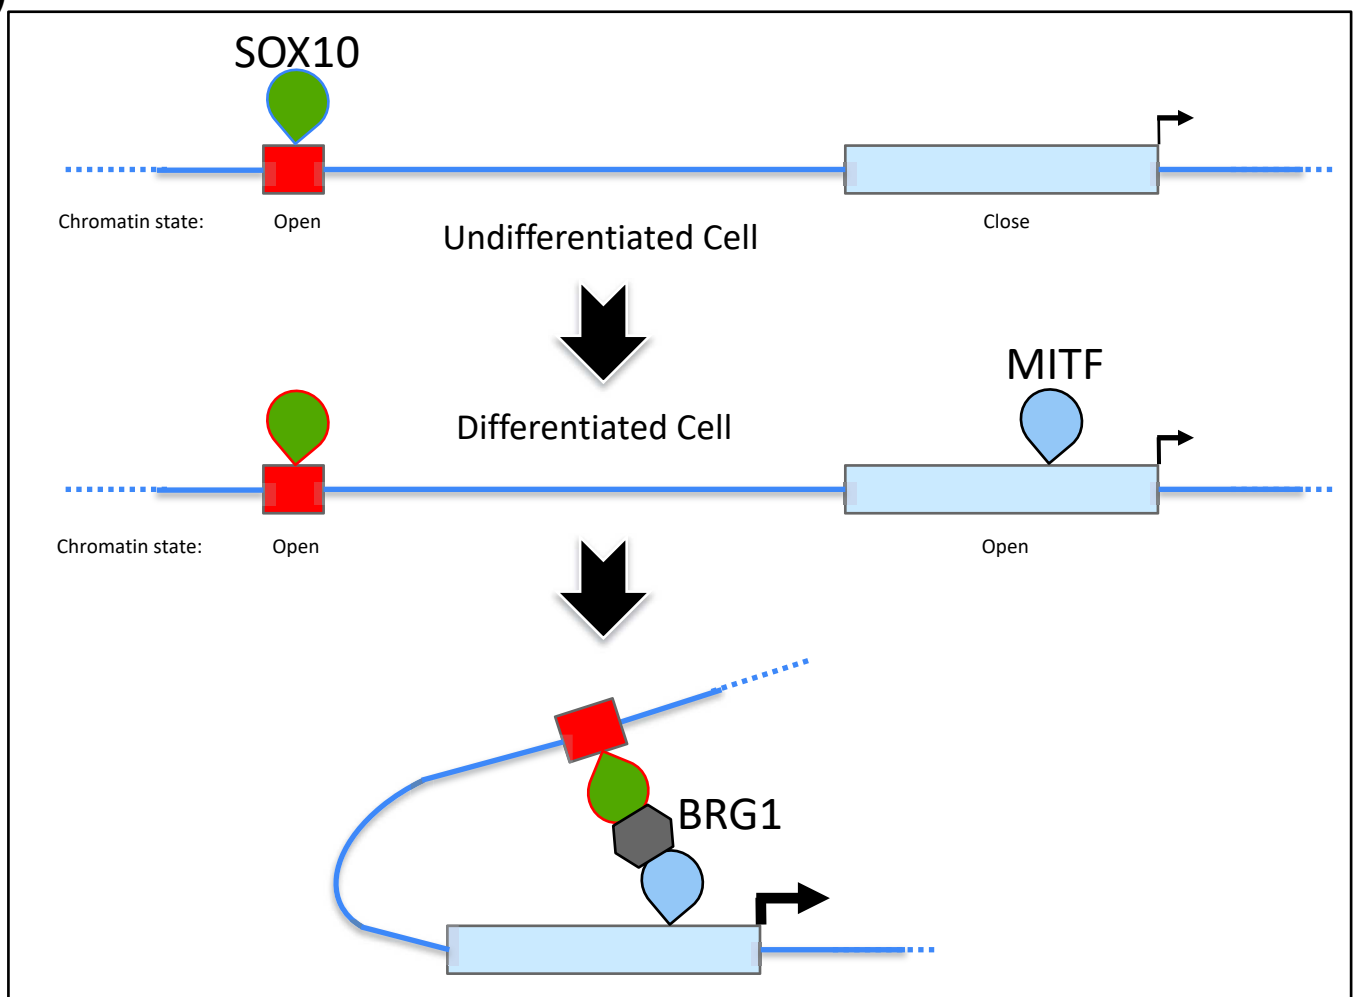 SOX10
Chromatin state: Open Close
Undifferentiated Cell
MITF
Differentiated Cell
Chromatin state: Open Open
BRG1